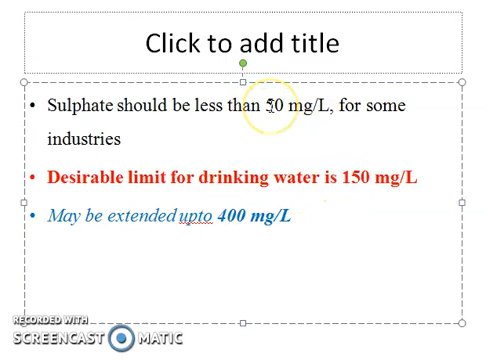 Click to add title
• Sulphate should be less than 50 mg/L, for some
industries
• Desirable limit for drinking water is 150 mg/L
• May be extended upto 400 mg/L
RECORDED WITH
SCREENCAST MATIC